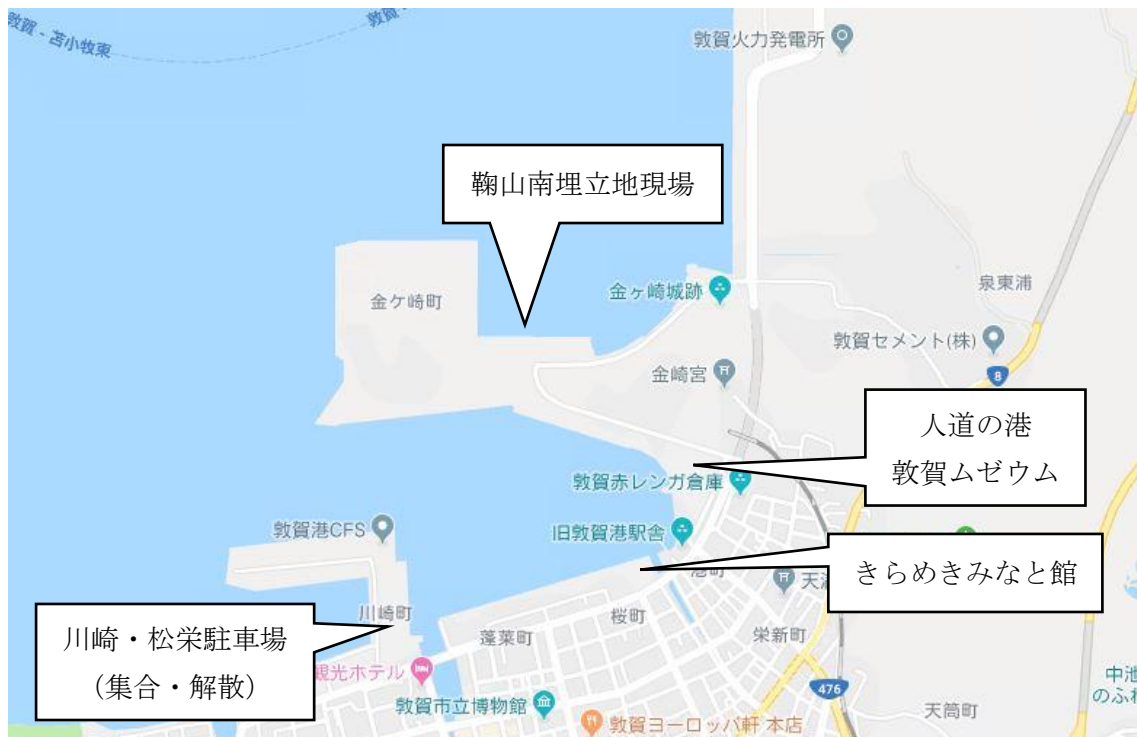 敦賀 - 苫小牧東
敦賀
敦賀火力発電所
鞠山南埋立地現場
金ケ崎町
金ヶ崎城跡
泉東浦
敦賀セメント(株)
8
金崎宮
人道の港
敦賀ムゼウム
敦賀赤レンガ倉庫
敦賀港CFS
旧敦賀港駅舎
きらめきみなと館
港町
川崎町
桜町
蓬莱町
栄新町
川崎・松栄駐車場
（集合・解散）
観光ホテル
敦賀市立博物館
476
敦賀ヨーロッパ軒 本店
天筒町
中池
のふ